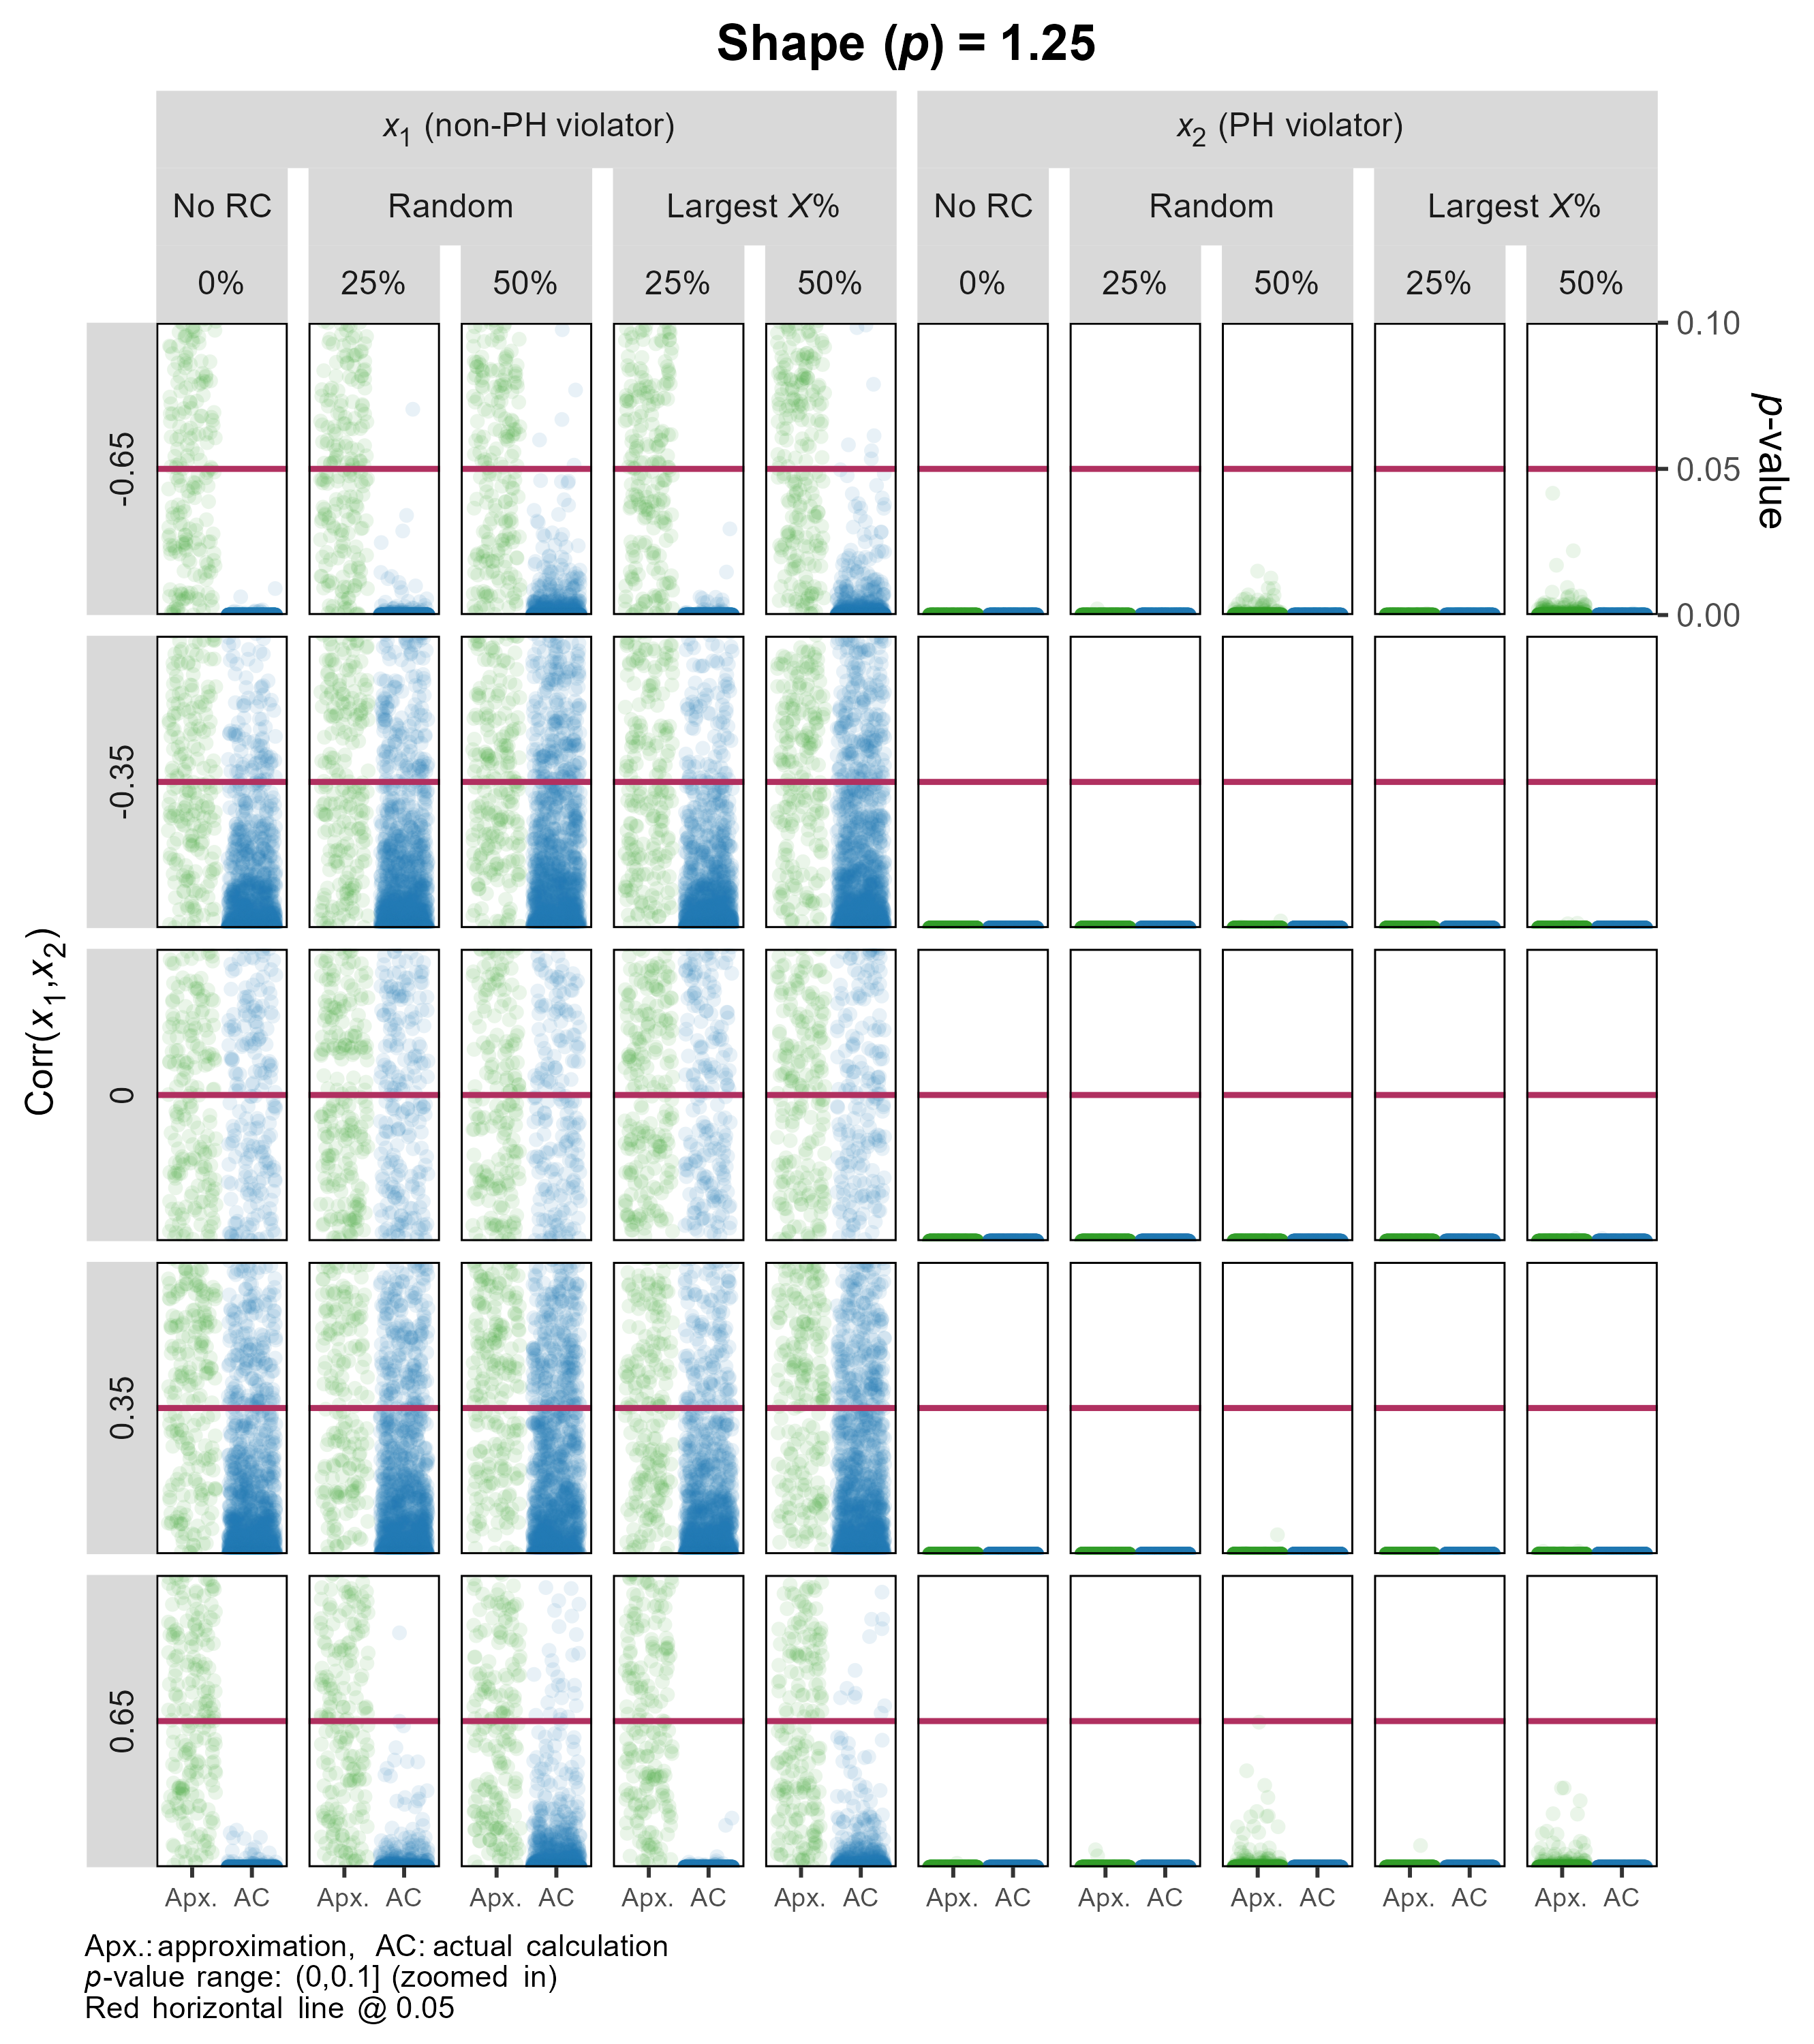 Shape (p) = 1.25
x1 (non-PH violator) x2 (PH violator)
No RC Random Largest X% No RC Random Largest X%
0% 25% 50% 25% 50% 0% 25% 50% 25% 50%
0.10
0.05
0.00
p-value
-0.65
-0.35
0
0.35
0.65
Corr(x1,x2)
Apx. AC Apx. AC Apx. AC Apx. AC Apx. AC Apx. AC Apx. AC Apx. AC Apx. AC Apx. AC
Apx.: approximation, AC: actual calculation
p-value range: (0,0.1] (zoomed in)
Red horizontal line @ 0.05